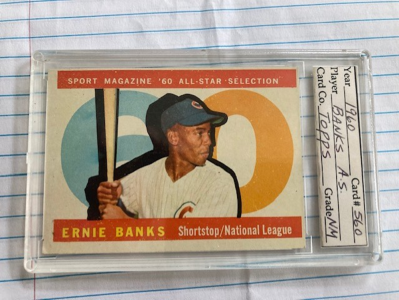 SPORT MAGAZINE '60 ALL-STAR SELECTION
60
C
ERNIE BANKS Shortstop/National League
Year 1960 Card# 560
Player BANKS A.S.
Card Co. TOPPS Grade NM